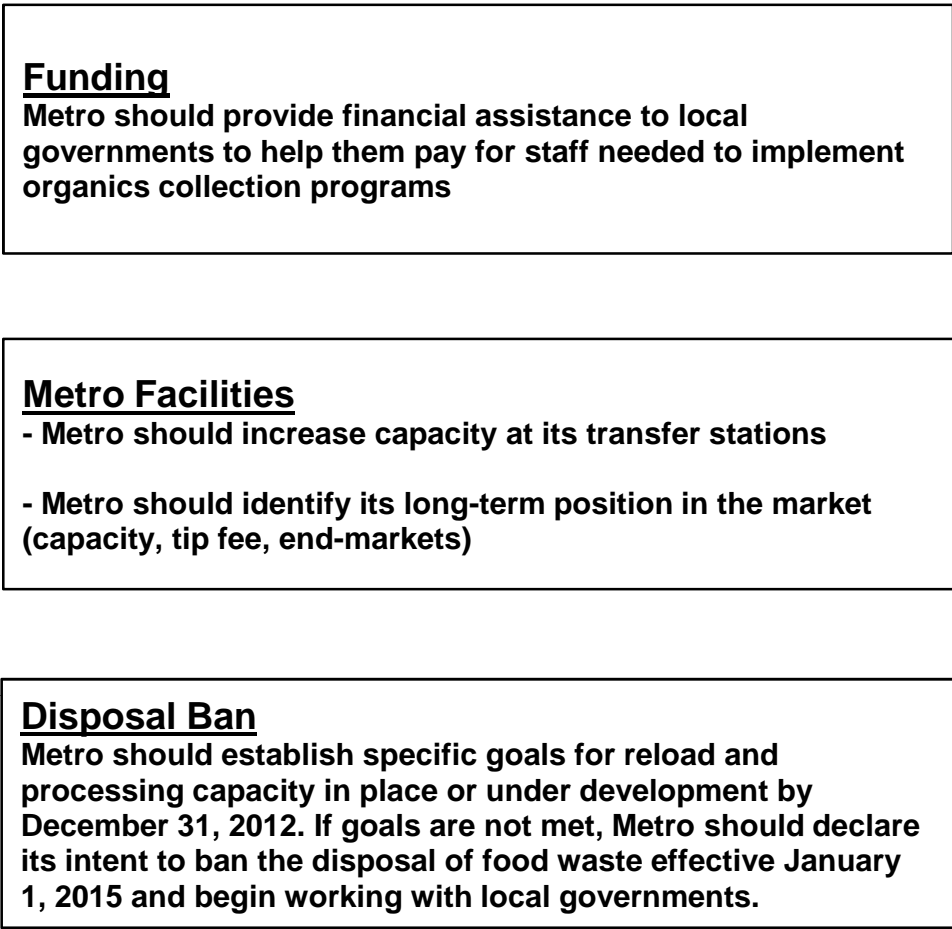 Funding
Metro should provide financial assistance to local
governments to help them pay for staff needed to implement
organics collection programs
Metro Facilities
- Metro should increase capacity at its transfer stations
- Metro should identify its long-term position in the market
(capacity, tip fee, end-markets)
Disposal Ban
Metro should establish specific goals for reload and
processing capacity in place or under development by
December 31, 2012. If goals are not met, Metro should declare
its intent to ban the disposal of food waste effective January
1, 2015 and begin working with local governments.